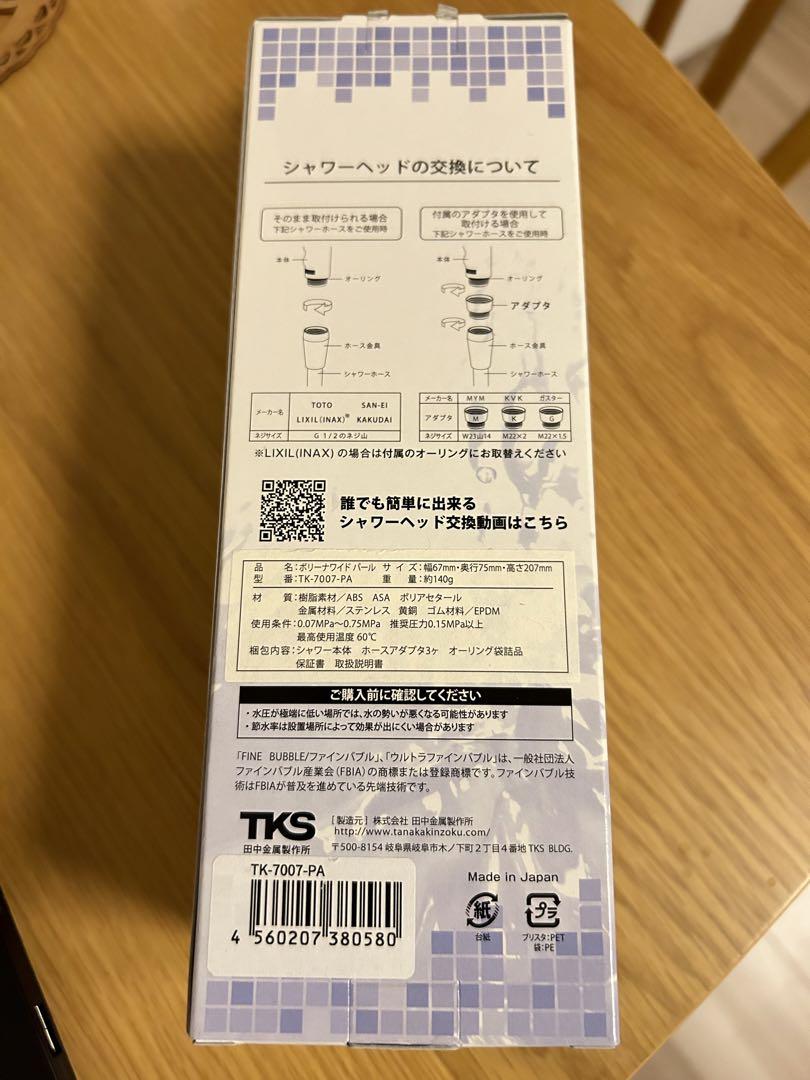 シャワーヘッドの交換について
そのまま取付けられる場合
下記シャワーホースをご使用時
本体
オーリング
ホース金具
シャワーホース
付属のアダプタを使用して
取付ける場合
下記シャワーホースをご使用時
本体
オーリング
アダプタ
ホース金具
シャワーホース
メーカー名 TOTO SAN-EI
LIXIL(INAX)※ KAKUDAI
ネジサイズ G 1/2のネジ山
メーカー名 MYM KVK ガスター
アダプタ M K G
ネジサイズ W23山14 M22×2 M22×1.5
※LIXIL(INAX)の場合は付属のオーリングにお取替えください
誰でも簡単に出来る
シャワーヘッド交換動画はこちら
品 名:ボリーナワイド パール サイズ:幅67mm・奥行75mm・高さ207mm
型 番:TK-7007-PA 重 量:約140g
材 質:樹脂素材/ABS ASA ポリアセタール
金属材料/ステンレス 黄銅 ゴム材料/EPDM
使用条件:0.07MPa～0.75MPa 推奨圧力0.15MPa以上
最高使用温度 60℃
梱包内容:シャワー本体 ホースアダプタ3ヶ オーリング袋詰品
保証書 取扱説明書
ご購入前に確認してください
・水圧が極端に低い場所では、水の勢いが悪くなる可能性があります
・節水率は設置場所によって効果が出にくい場合があります
「FINE BUBBLE/ファインバブル」、「ウルトラファインバブル」は、一般社団法人
ファインバブル産業会(FBIA)の商標または登録商標です。ファインバブル技
術はFBIAが普及を進めている先端技術です。
TKS
田中金属製作所
[製造元] 株式会社 田中金属製作所
http://www.tanakakinzoku.com/
〒500-8154 岐阜県岐阜市木ノ下町2丁目4番地 TKS BLDG.
TK-7007-PA
4 560207 380580
Made in Japan
紙
台紙
プラ
ブリスタ:PET
袋:PE